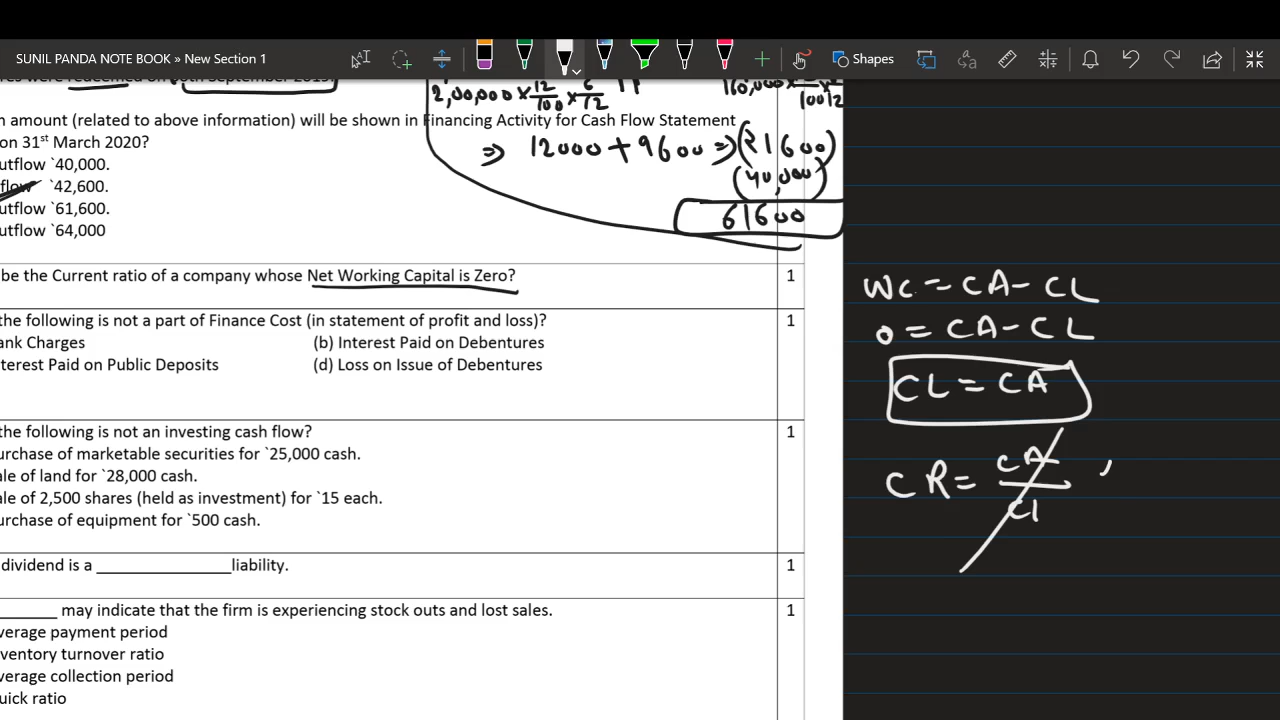 SUNIL PANDA NOTE BOOK » New Section 1
Shapes
2,00,000 × 12/100 × 6/12
12000 + 9600 ⇒ (21600)
(40,000)
61600
amount (related to above information) will be shown in Financing Activity for Cash Flow Statement
on 31st March 2020?
utflow `40,000.
flow `42,600.
utflow `61,600.
utflow `64,000
be the Current ratio of a company whose Net Working Capital is Zero? 1
the following is not a part of Finance Cost (in statement of profit and loss)? 1
ank Charges (b) Interest Paid on Debentures
terest Paid on Public Deposits (d) Loss on Issue of Debentures
the following is not an investing cash flow? 1
urchase of marketable securities for `25,000 cash.
ale of land for `28,000 cash.
ale of 2,500 shares (held as investment) for `15 each.
urchase of equipment for `500 cash.
dividend is a _______________liability. 1
_______ may indicate that the firm is experiencing stock outs and lost sales. 1
verage payment period
ventory turnover ratio
verage collection period
uick ratio
WC = CA - CL
0 = CA - CL
CL = CA
CR = CA/CL